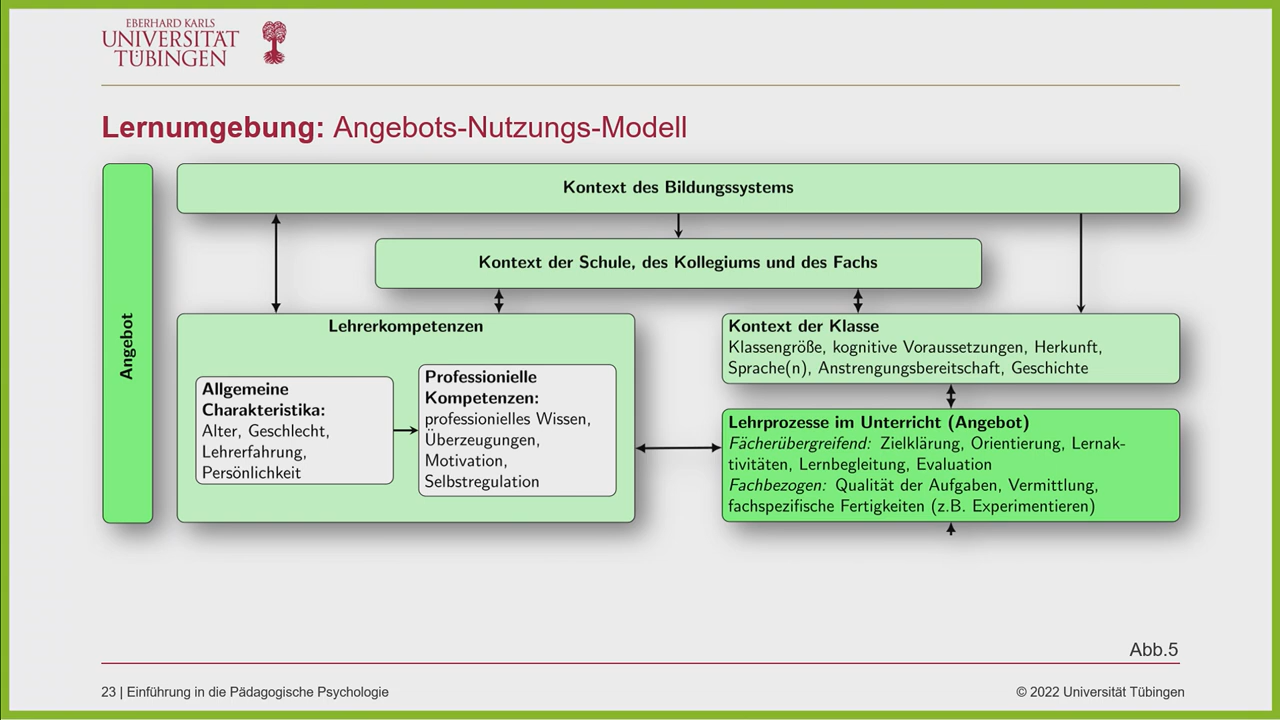 EBERHARD KARLS
UNIVERSITÄT
TÜBINGEN
Lernumgebung: Angebots-Nutzungs-Modell
Angebot
Kontext des Bildungssystems
Kontext der Schule, des Kollegiums und des Fachs
Lehrerkompetenzen
Allgemeine
Charakteristika:
Alter, Geschlecht,
Lehrerfahrung,
Persönlichkeit
Professionelle
Kompetenzen:
professionelles Wissen,
Überzeugungen,
Motivation,
Selbstregulation
Kontext der Klasse
Klassengröße, kognitive Voraussetzungen, Herkunft,
Sprache(n), Anstrengungsbereitschaft, Geschichte
Lehrprozesse im Unterricht (Angebot)
Fächerübergreifend: Zielklärung, Orientierung, Lernak-
tivitäten, Lernbegleitung, Evaluation
Fachbezogen: Qualität der Aufgaben, Vermittlung,
fachspezifische Fertigkeiten (z.B. Experimentieren)
Abb.5
23 | Einführung in die Pädagogische Psychologie
© 2022 Universität Tübingen